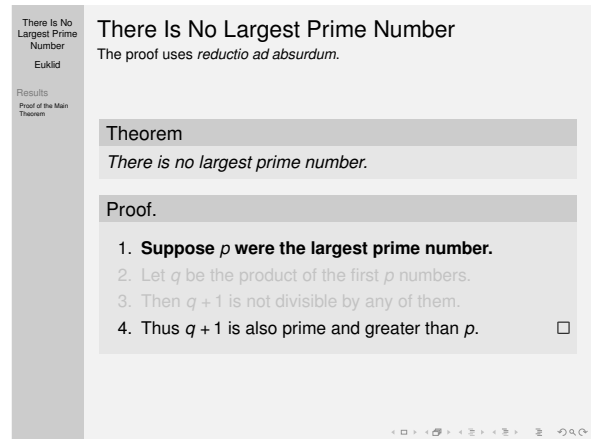 There Is No
Largest Prime
Number
Euklid
Results
Proof of the Main
Theorem
There Is No Largest Prime Number
The proof uses reductio ad absurdum.
Theorem
There is no largest prime number.
Proof.
1. Suppose p were the largest prime number.
2. Let q be the product of the first p numbers.
3. Then q + 1 is not divisible by any of them.
4. Thus q + 1 is also prime and greater than p. □